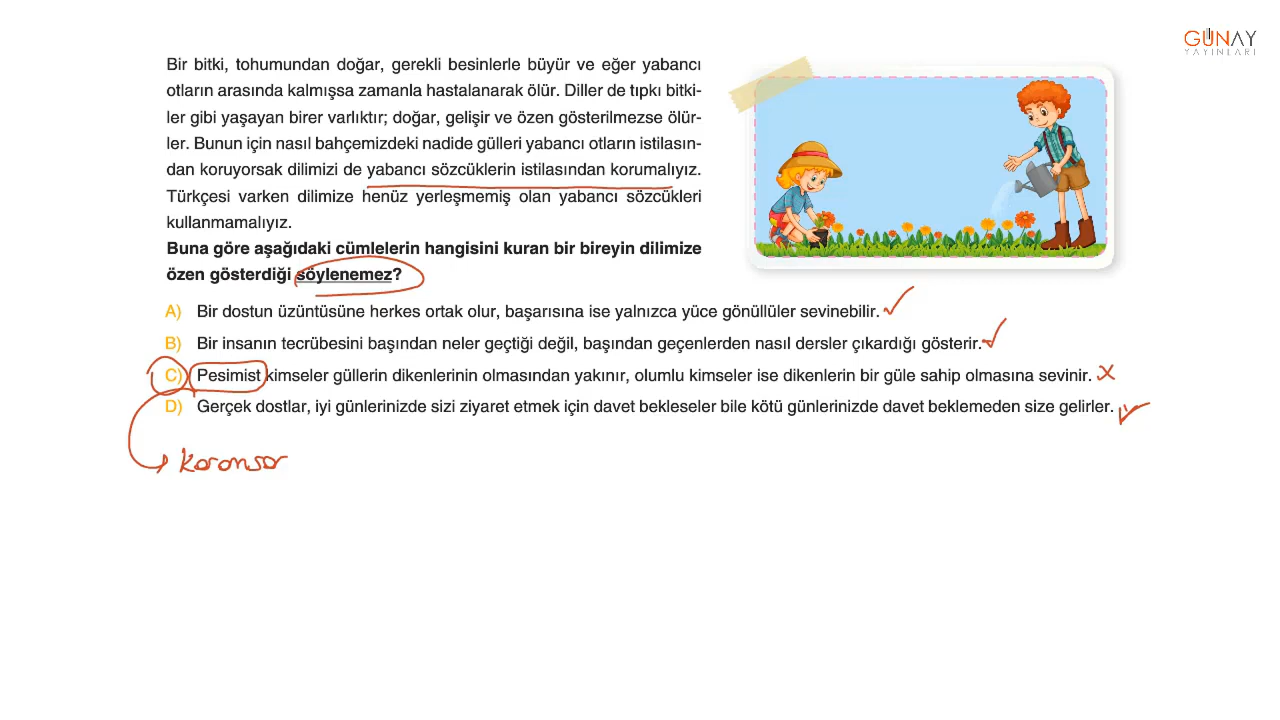 GÜNAY
YAYINLARI
Bir bitki, tohumundan doğar, gerekli besinlerle büyür ve eğer yabancı
otların arasında kalmışsa zamanla hastalanarak ölür. Diller de tıpkı bitki-
ler gibi yaşayan birer varlıktır; doğar, gelişir ve özen gösterilmezse ölür-
ler. Bunun için nasıl bahçemizdeki nadide gülleri yabancı otların istilasın-
dan koruyorsak dilimizi de yabancı sözcüklerin istilasından korumalıyız.
Türkçesi varken dilimize henüz yerleşmemiş olan yabancı sözcükleri
kullanmamalıyız.
Buna göre aşağıdaki cümlelerin hangisini kuran bir bireyin dilimize
özen gösterdiği söylenemez?
A) Bir dostun üzüntüsüne herkes ortak olur, başarısına ise yalnızca yüce gönüllüler sevinebilir.
B) Bir insanın tecrübesini başından neler geçtiği değil, başından geçenlerden nasıl dersler çıkardığı gösterir.
C) Pesimist kimseler güllerin dikenlerinin olmasından yakınır, olumlu kimseler ise dikenlerin bir güle sahip olmasına sevinir.
D) Gerçek dostlar, iyi günlerinizde sizi ziyaret etmek için davet bekleseler bile kötü günlerinizde davet beklemeden size gelirler.
Karamsar